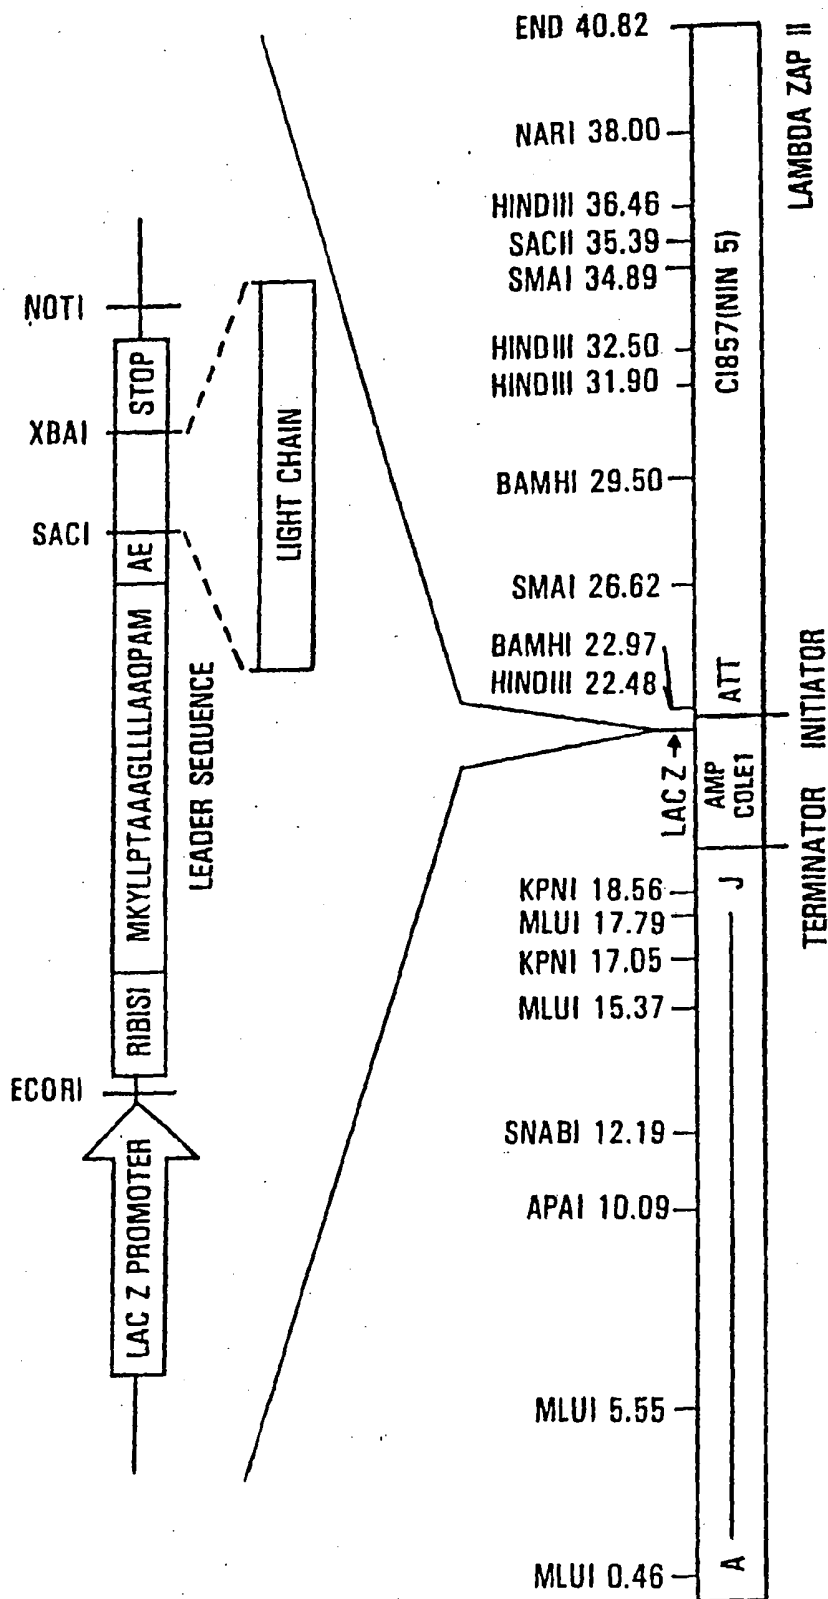 END 40.82
NARI 38.00
HINDIII 36.46
SACII 35.39
SMAI 34.89
HINDIII 32.50
HINDIII 31.90
BAMHI 29.50
SMAI 26.62
BAMHI 22.97
HINDIII 22.48
LAC Z
KPNI 18.56
MLUI 17.79
KPNI 17.05
MLUI 15.37
SNABI 12.19
APAI 10.09
MLUI 5.55
MLUI 0.46
LAMBDA ZAP II
CI857(NIN 5)
ATT
INITIATOR
AMP
COLE1
TERMINATOR
J
A
NOTI
STOP
XBAI
SACI
AE
LIGHT CHAIN
MKYLLPTAAAGLLLLAAQPAM
LEADER SEQUENCE
RIBISI
ECORI
LAC Z PROMOTER